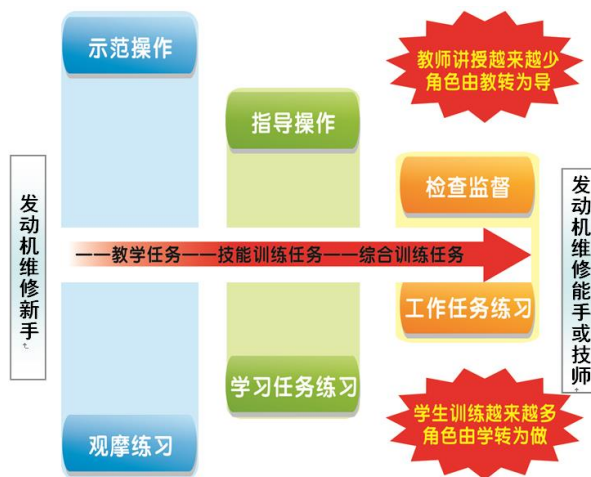 示范操作
教师讲授越来越少
角色由教转为导
指导操作
检查监督
发动机维修新手
——教学任务——技能训练任务——综合训练任务
发动机维修能手或技师
工作任务练习
学习任务练习
学生训练越来越多
角色由学转为做
观摩练习